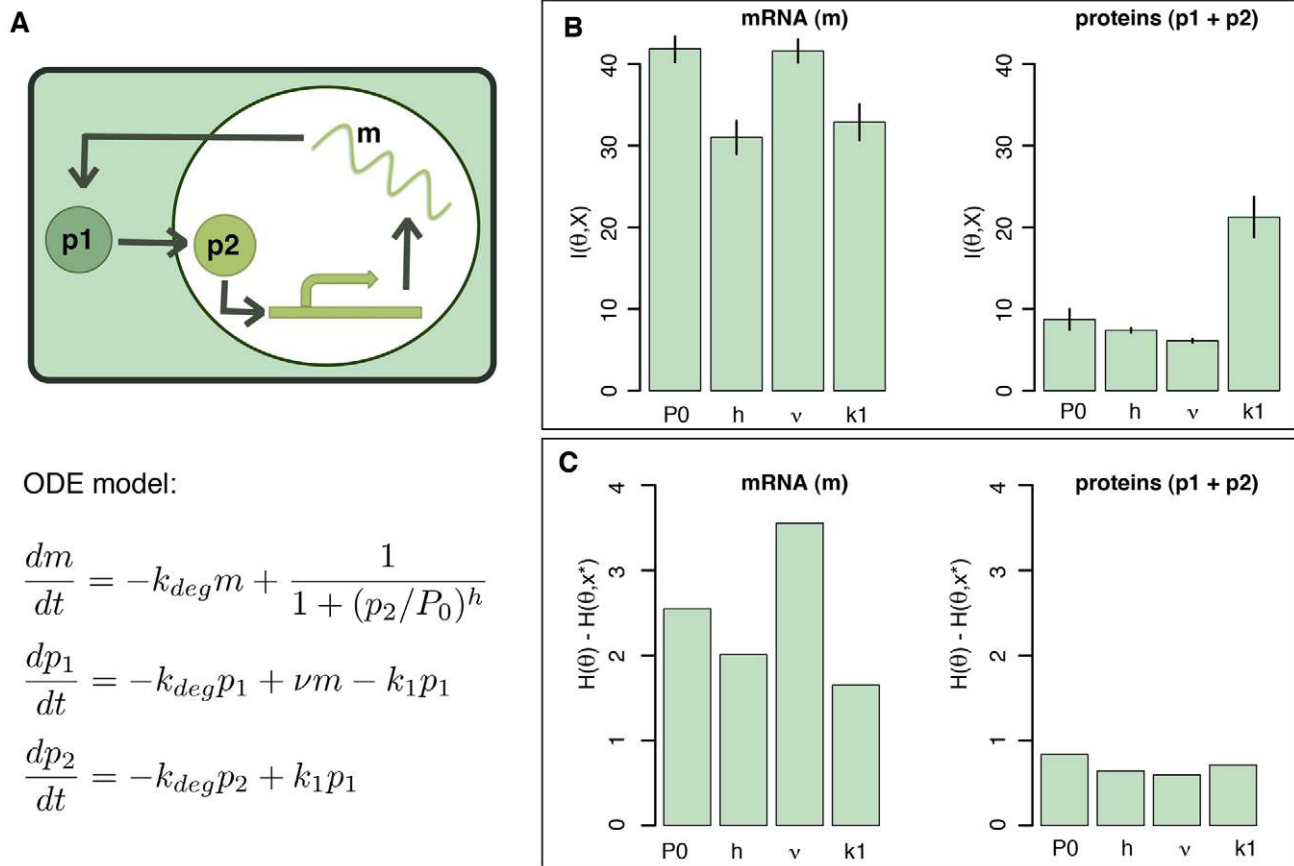 A
m
p1
p2
ODE model:
dm/dt = −k_deg m + 1/(1 + (p_2/P_0)^h)
dp_1/dt = −k_deg p_1 + νm − k_1 p_1
dp_2/dt = −k_deg p_2 + k_1 p_1
B
mRNA (m)
I(θ,X)
0 10 20 30 40
P0 h ν k1
proteins (p1 + p2)
I(θ,X)
0 10 20 30 40
P0 h ν k1
C
mRNA (m)
H(θ) - H(θ,x*)
0 1 2 3 4
P0 h ν k1
proteins (p1 + p2)
H(θ) - H(θ,x*)
0 1 2 3 4
P0 h ν k1